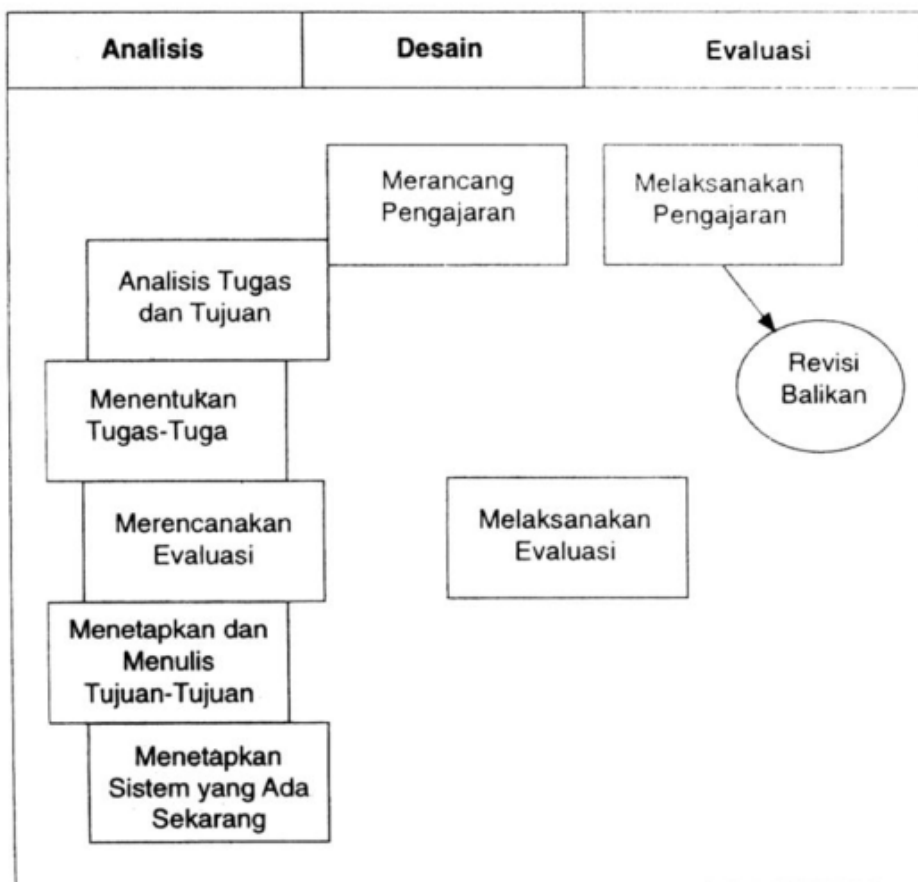 Analisis
Desain
Evaluasi
Merancang
Pengajaran
Melaksanakan
Pengajaran
Analisis Tugas
dan Tujuan
Revisi
Balikan
Menentukan
Tugas-Tuga
Merencanakan
Evaluasi
Melaksanakan
Evaluasi
Menetapkan dan
Menulis
Tujuan-Tujuan
Menetapkan
Sistem yang Ada
Sekarang